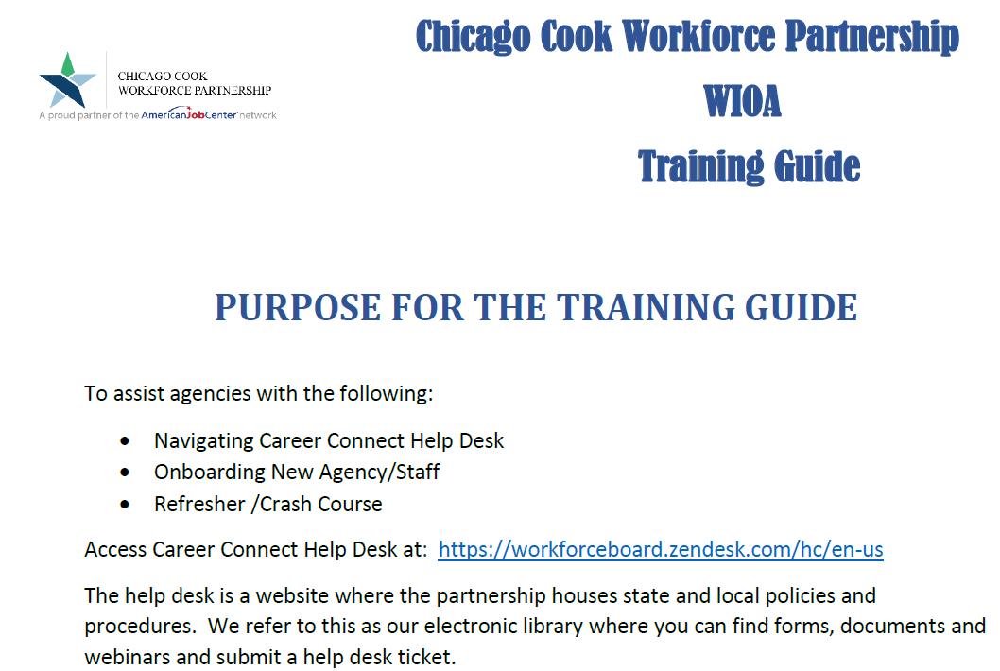 Chicago Cook Workforce Partnership
WIOA
Training Guide
CHICAGO COOK
WORKFORCE PARTNERSHIP
A proud partner of the AmericanJobCenter network
PURPOSE FOR THE TRAINING GUIDE
To assist agencies with the following:
• Navigating Career Connect Help Desk
• Onboarding New Agency/Staff
• Refresher /Crash Course
Access Career Connect Help Desk at:  https://workforceboard.zendesk.com/hc/en-us
The help desk is a website where the partnership houses state and local policies and
procedures.  We refer to this as our electronic library where you can find forms, documents and
webinars and submit a help desk ticket.